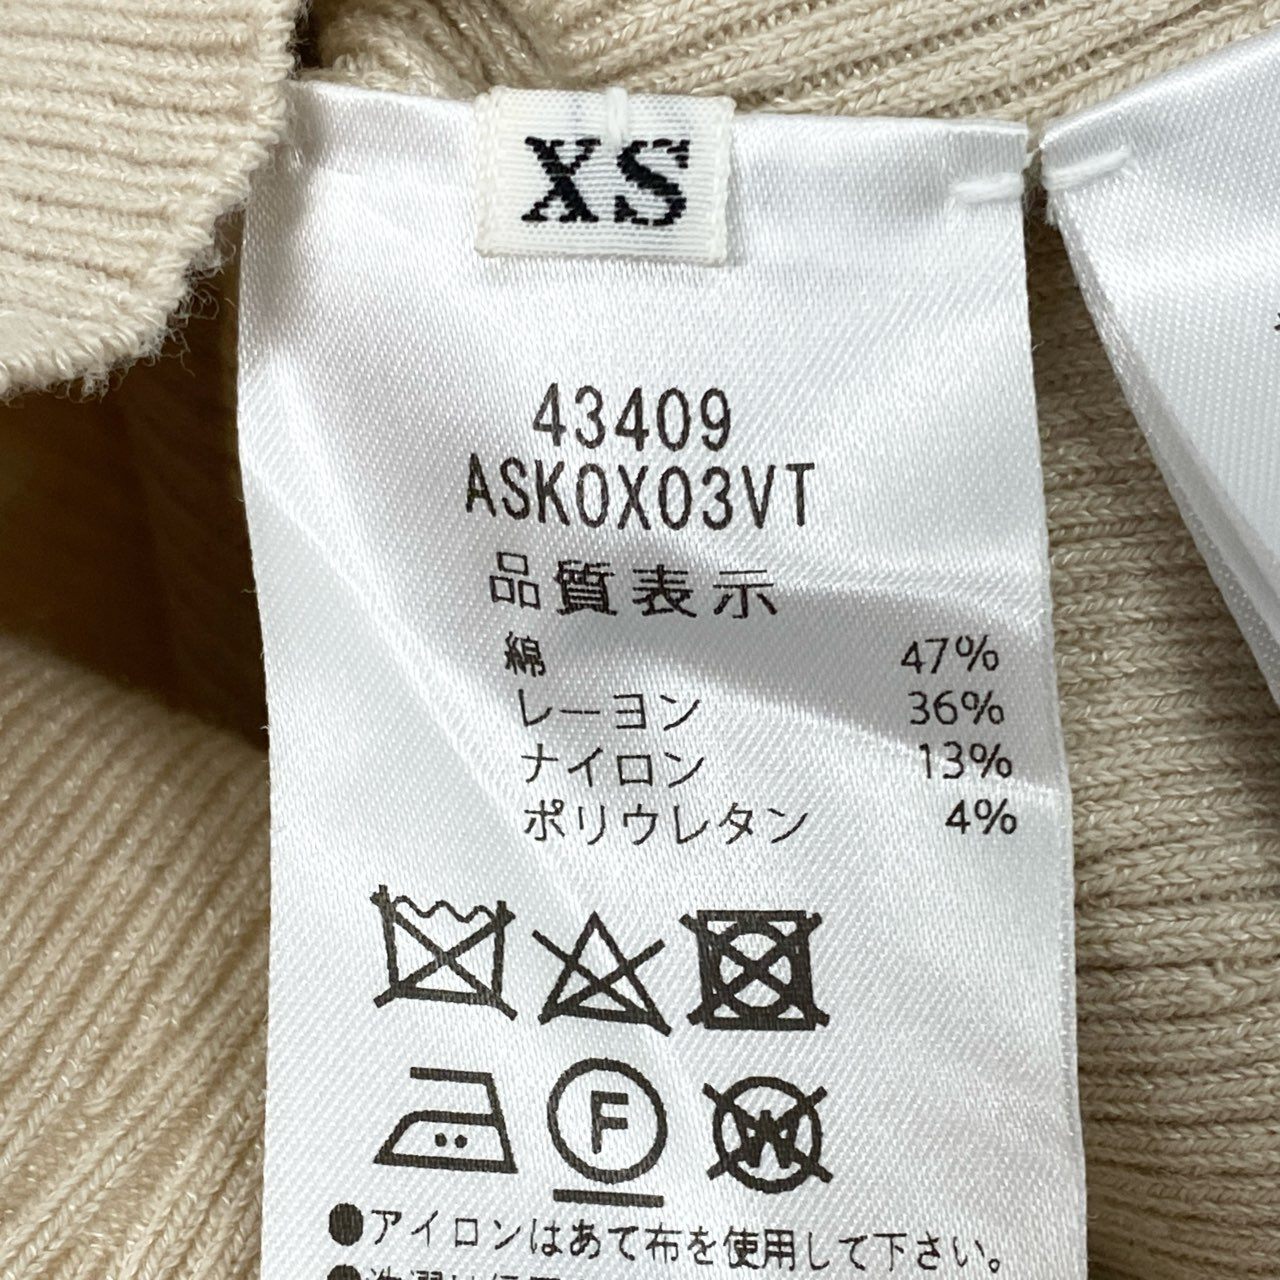 XS
43409
ASK0X03VT
品質表示
綿 47%
レーヨン 36%
ナイロン 13%
ポリウレタン 4%
F
W
●アイロンはあて布を使用して下さい。